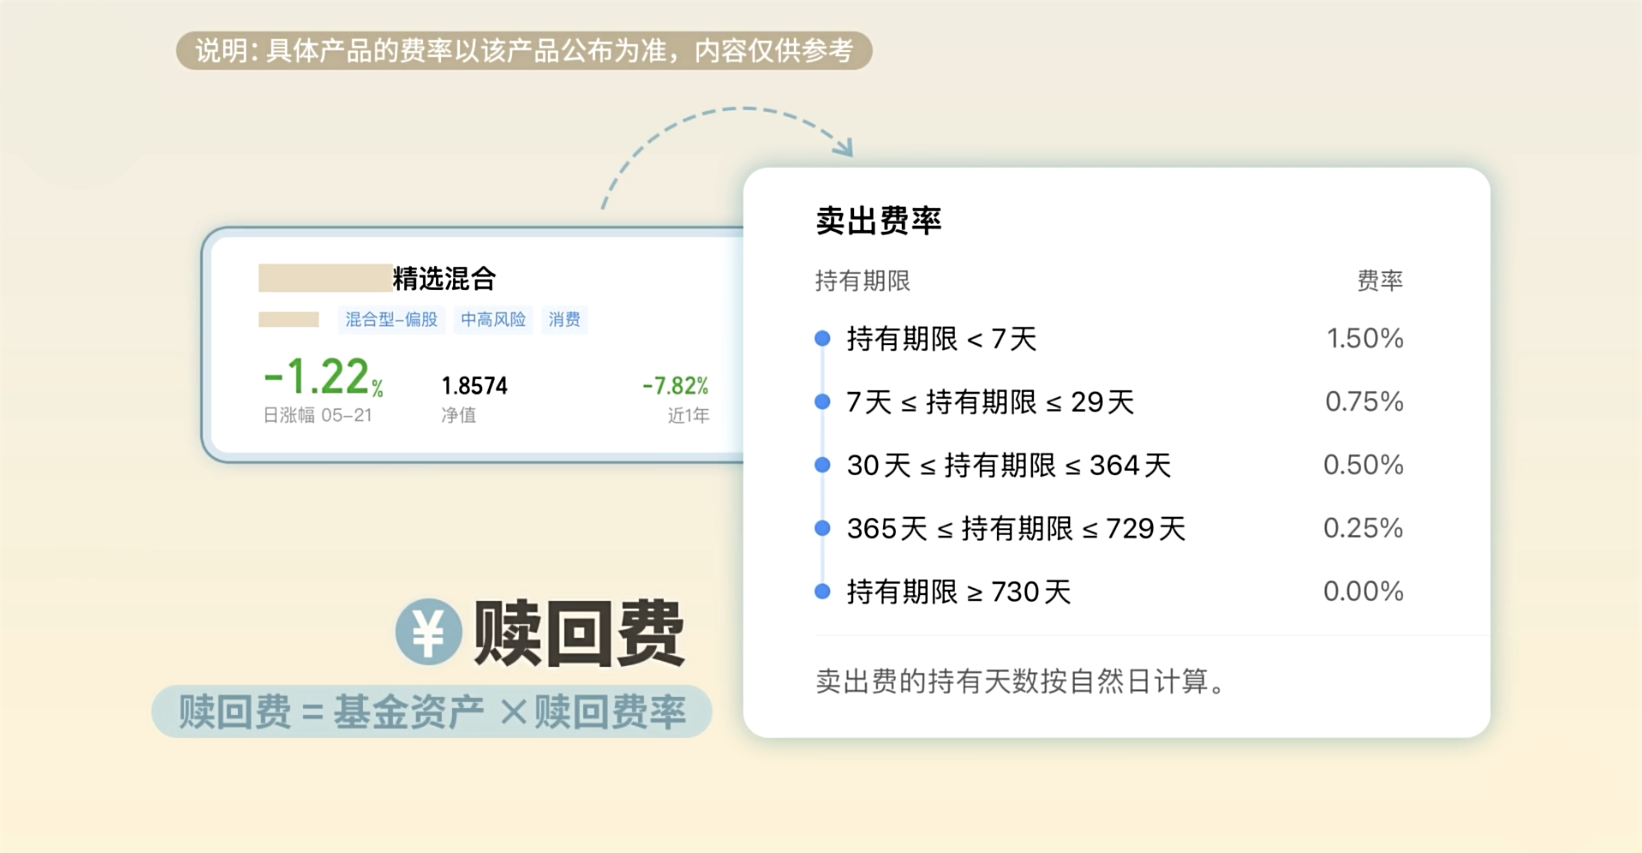 说明：具体产品的费率以该产品公布为准，内容仅供参考
精选混合
混合型-偏股 中高风险 消费
-1.22% 1.8574 -7.82%
日涨幅 05-21 净值 近1年
¥ 赎回费
赎回费 = 基金资产 ×赎回费率
卖出费率
持有期限 费率
持有期限 < 7天 1.50%
7天 ≤ 持有期限 ≤ 29天 0.75%
30天 ≤ 持有期限 ≤ 364天 0.50%
365天 ≤ 持有期限 ≤ 729天 0.25%
持有期限 ≥ 730天 0.00%
卖出费的持有天数按自然日计算。